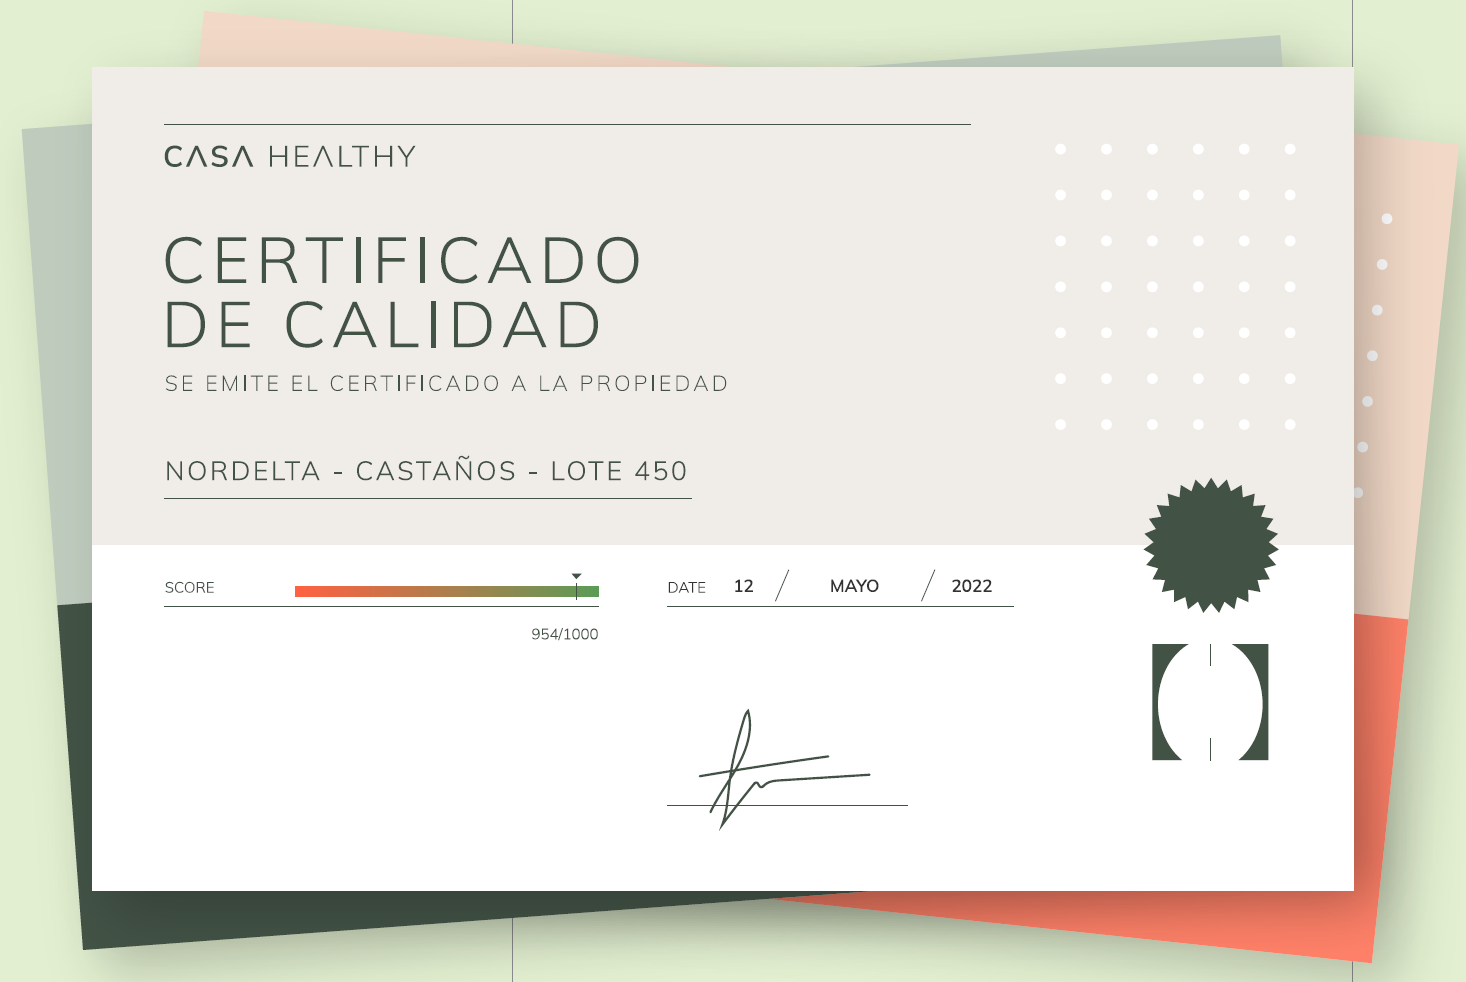 CASA HEALTHY
CERTIFICADO
DE CALIDAD
SE EMITE EL CERTIFICADO A LA PROPIEDAD
NORDELTA - CASTAÑOS - LOTE 450
SCORE
954/1000
DATE 12 / MAYO / 2022